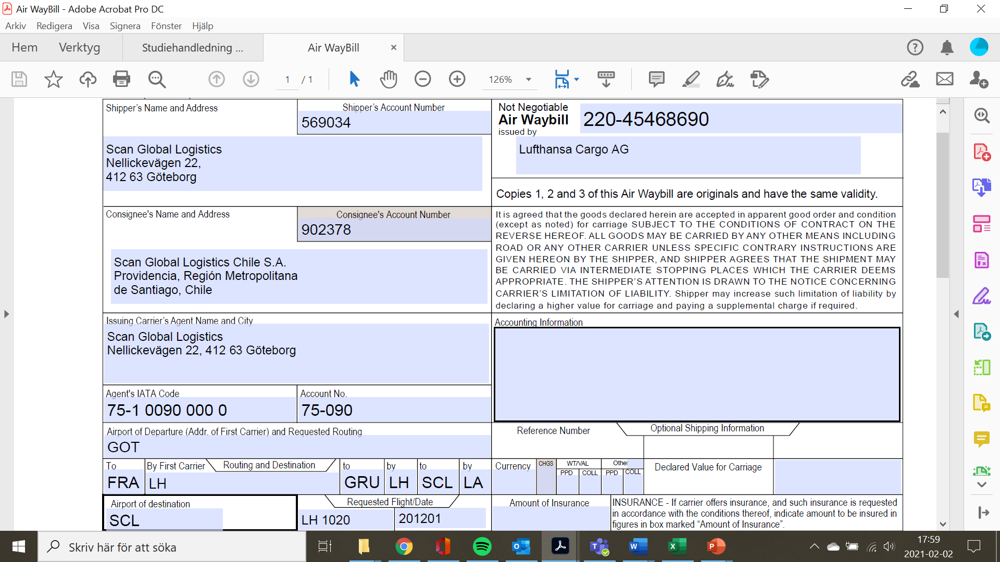 Air WayBill - Adobe Acrobat Pro DC
Arkiv Redigera Visa Signera Fönster Hjälp
Hem Verktyg Studiehandledning ... Air WayBill ×
1 / 1 126%
Shipper's Name and Address
Shipper's Account Number
569034
Scan Global Logistics
Nellickevägen 22,
412 63 Göteborg
Not Negotiable
Air Waybill 220-45468690
issued by
Lufthansa Cargo AG
Copies 1, 2 and 3 of this Air Waybill are originals and have the same validity.
Consignee's Name and Address
Consignee's Account Number
902378
Scan Global Logistics Chile S.A.
Providencia, Región Metropolitana
de Santiago, Chile
It is agreed that the goods declared herein are accepted in apparent good order and condition
(except as noted) for carriage SUBJECT TO THE CONDITIONS OF CONTRACT ON THE
REVERSE HEREOF. ALL GOODS MAY BE CARRIED BY ANY OTHER MEANS INCLUDING
ROAD OR ANY OTHER CARRIER UNLESS SPECIFIC CONTRARY INSTRUCTIONS ARE
GIVEN HEREON BY THE SHIPPER, AND SHIPPER AGREES THAT THE SHIPMENT MAY
BE CARRIED VIA INTERMEDIATE STOPPING PLACES WHICH THE CARRIER DEEMS
APPROPRIATE. THE SHIPPER'S ATTENTION IS DRAWN TO THE NOTICE CONCERNING
CARRIER'S LIMITATION OF LIABILITY. Shipper may increase such limitation of liability by
declaring a higher value for carriage and paying a supplemental charge if required.
Issuing Carrier's Agent Name and City
Scan Global Logistics
Nellickevägen 22, 412 63 Göteborg
Accounting Information
Agent's IATA Code
75-1 0090 000 0
Account No.
75-090
Airport of Departure (Addr. of First Carrier) and Requested Routing
GOT
Reference Number
Optional Shipping Information
To By First Carrier Routing and Destination to by to by
FRA LH GRU LH SCL LA
Currency CHGS WT/VAL Other Declared Value for Carriage
PPD COLL PPD COLL
Airport of destination
SCL
Requested Flight/Date
LH 1020 201201
Amount of Insurance
INSURANCE - If carrier offers insurance, and such insurance is requested
in accordance with the conditions thereof, indicate amount to be insured in
figures in box marked “Amount of Insurance”.
Skriv här för att söka
17:59
2021-02-02